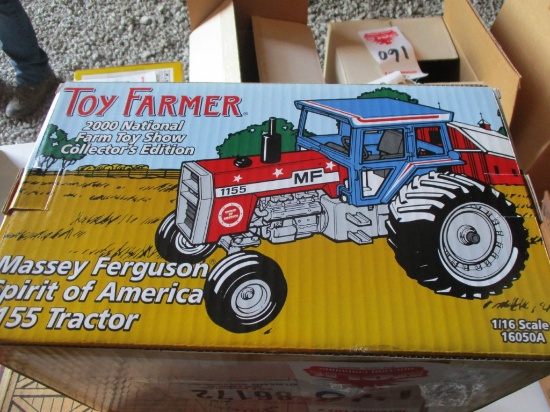 091
TOY FARMER
2000 National
Farm Toy Show
Collector's Edition
1155
MF
Massey Ferguson
Spirit of America
155 Tractor
1/16 Scale
16050A
86172